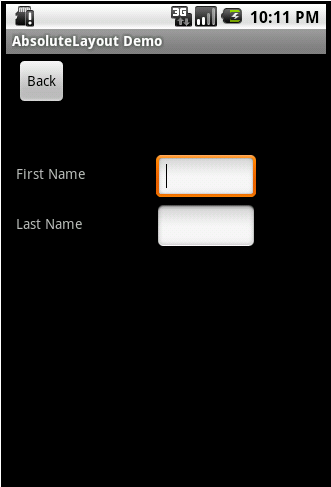 3G 10:11 PM
AbsoluteLayout Demo
Back
First Name
Last Name